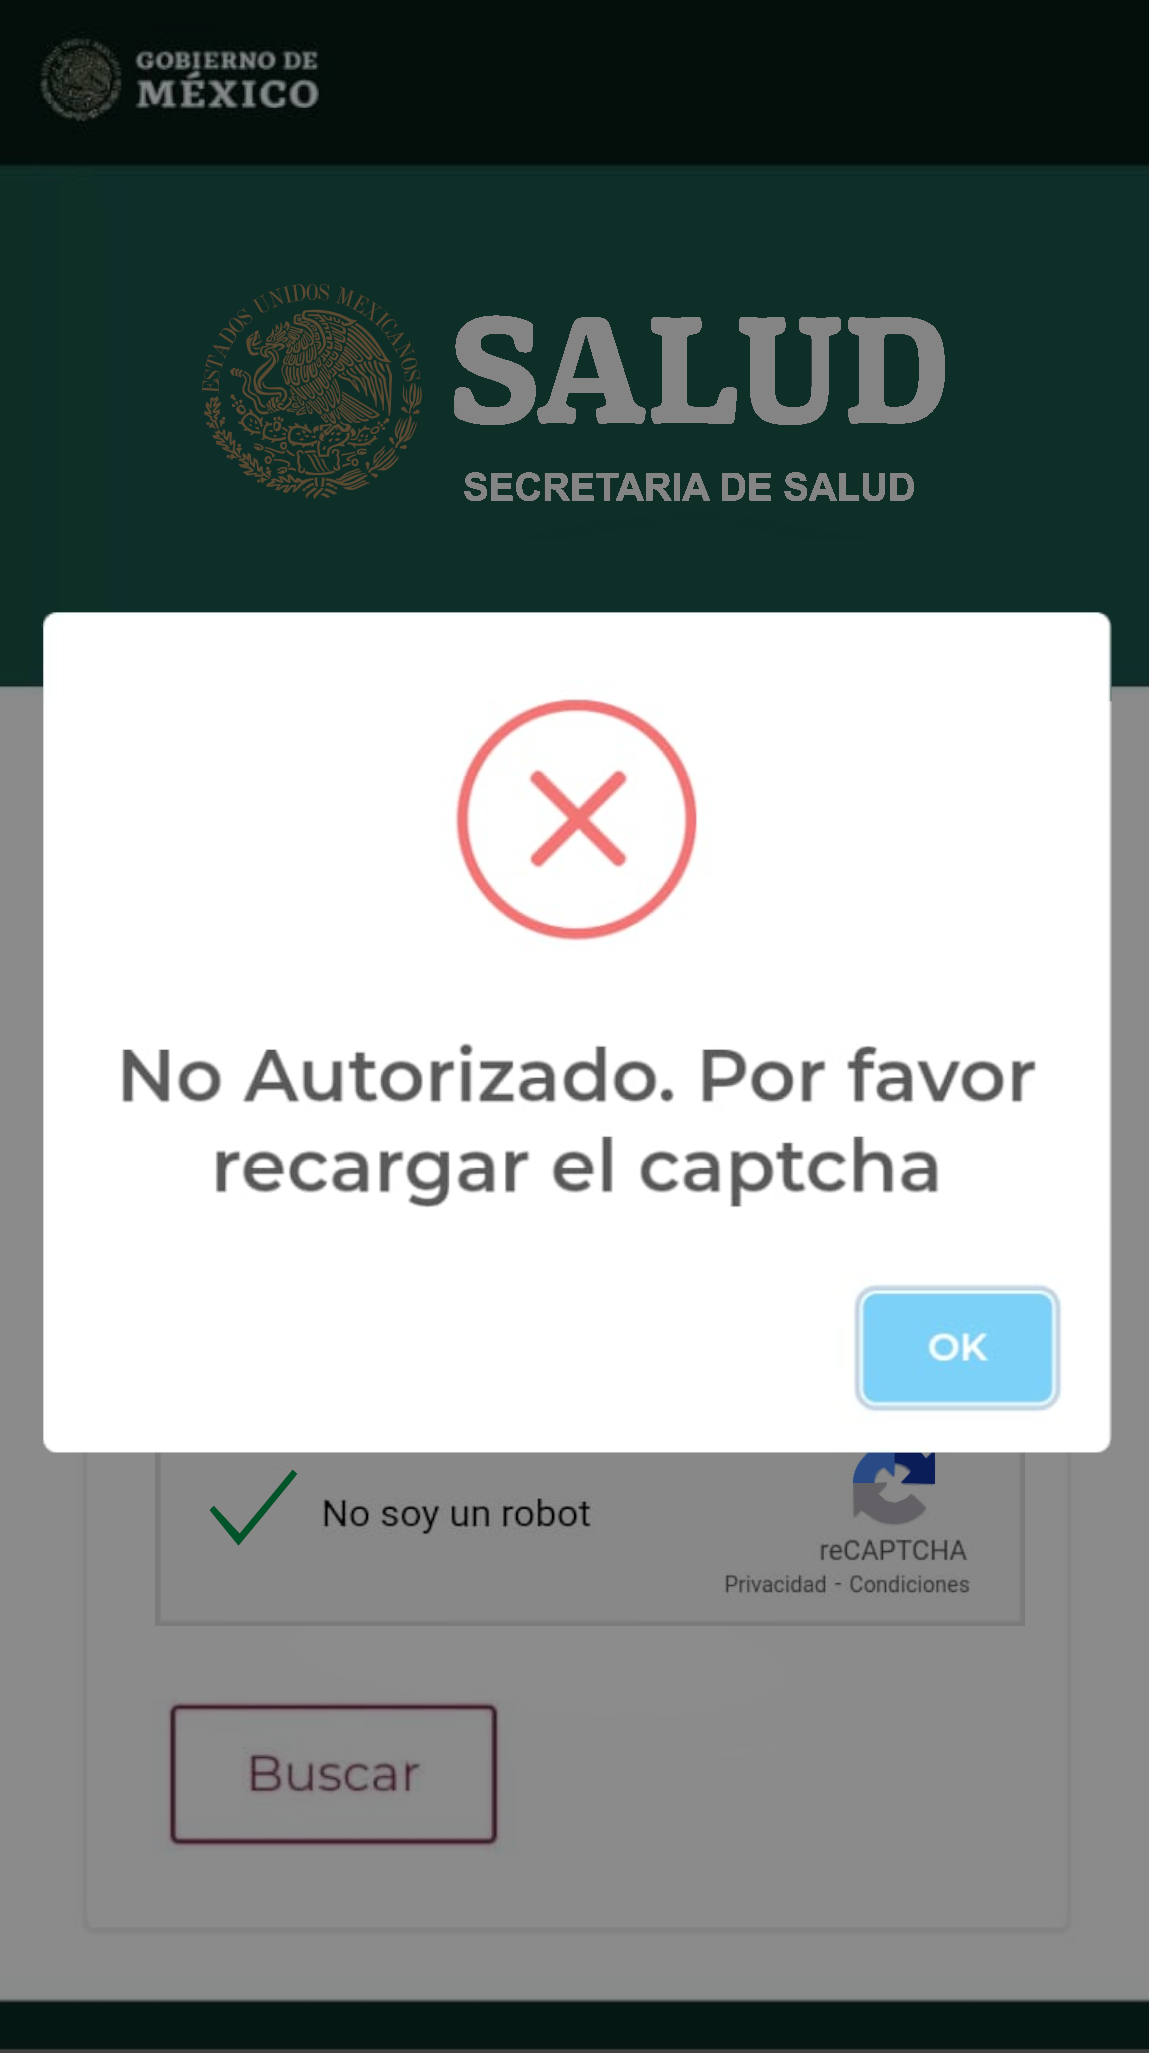 GOBIERNO DE
MÉXICO
ESTADOS UNIDOS MEXICANOS
SALUD
SECRETARIA DE SALUD
No Autorizado. Por favor
recargar el captcha
OK
No soy un robot
reCAPTCHA
Privacidad - Condiciones
Buscar